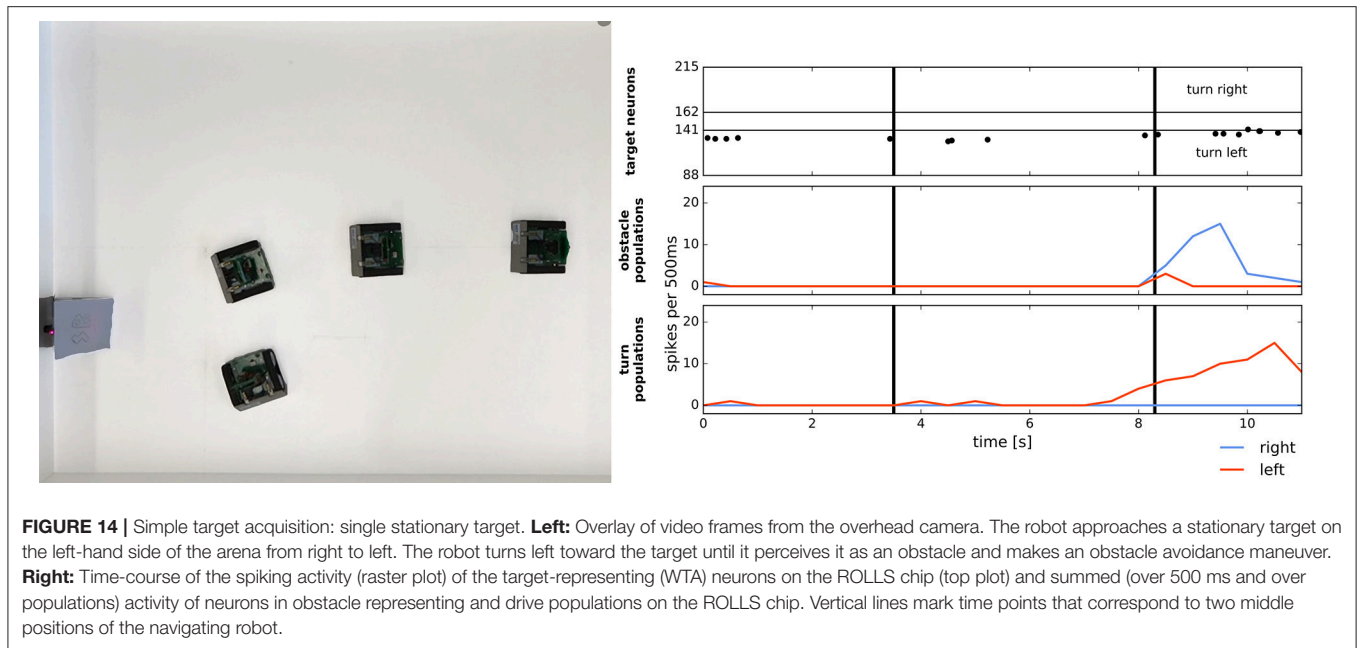 target neurons
215
162
141
88
turn right
turn left
obstacle
populations
20
10
0
turn
populations
spikes per 500ms
20
10
0
0
2
4
6
8
10
time [s]
right
left
FIGURE 14 | Simple target acquisition: single stationary target. Left: Overlay of video frames from the overhead camera. The robot approaches a stationary target on
the left-hand side of the arena from right to left. The robot turns left toward the target until it perceives it as an obstacle and makes an obstacle avoidance maneuver.
Right: Time-course of the spiking activity (raster plot) of the target-representing (WTA) neurons on the ROLLS chip (top plot) and summed (over 500 ms and over
populations) activity of neurons in obstacle representing and drive populations on the ROLLS chip. Vertical lines mark time points that correspond to two middle
positions of the navigating robot.